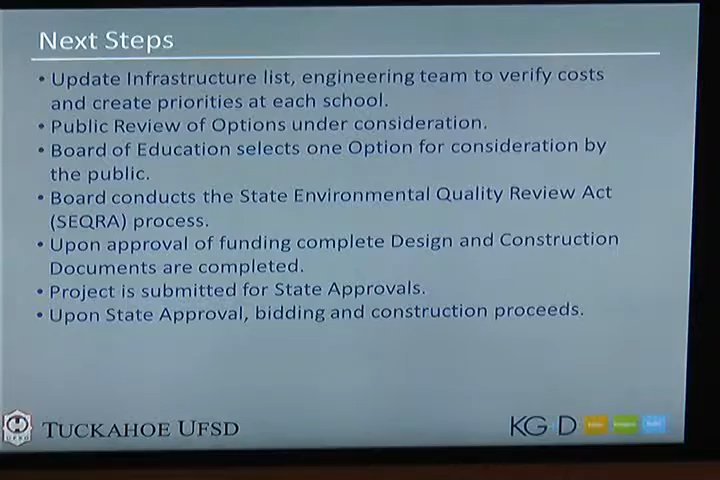 Next Steps
• Update Infrastructure list, engineering team to verify costs
and create priorities at each school.
• Public Review of Options under consideration.
• Board of Education selects one Option for consideration by
the public.
• Board conducts the State Environmental Quality Review Act
(SEQRA) process.
• Upon approval of funding complete Design and Construction
Documents are completed.
• Project is submitted for State Approvals.
• Upon State Approval, bidding and construction proceeds.
TUCKAHOE UFSD
KG D